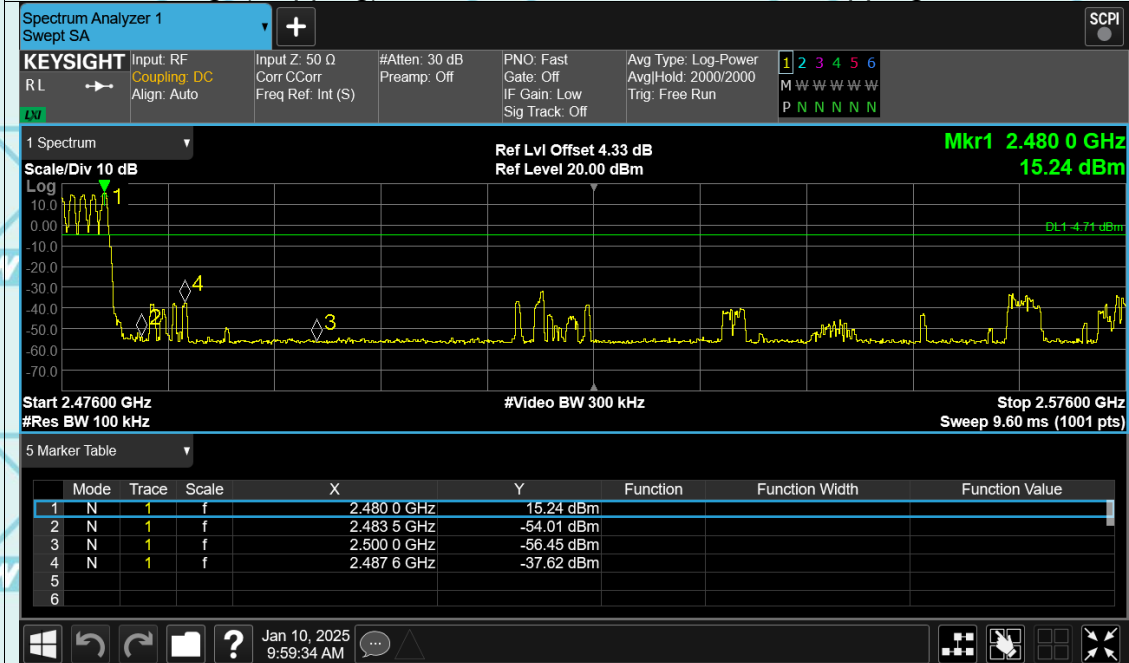 Spectrum Analyzer 1
Swept SA
+
SCPI
KEYSIGHT
R L
LXI
Input: RF
Coupling: DC
Align: Auto
Input Z: 50 Ω
Corr CCorr
Freq Ref: Int (S)
#Atten: 30 dB
Preamp: Off
PNO: Fast
Gate: Off
IF Gain: Low
Sig Track: Off
Avg Type: Log-Power
Avg|Hold: 2000/2000
Trig: Free Run
1 2 3 4 5 6
M W W W W W
P N N N N N
1 Spectrum
Scale/Div 10 dB
Ref Lvl Offset 4.33 dB
Ref Level 20.00 dBm
Mkr1 2.480 0 GHz
15.24 dBm
Log
10.0
0.00
-10.0
-20.0
-30.0
-40.0
-50.0
-60.0
-70.0
1
2
3
4
DL1 -4.71 dBm
Start 2.47600 GHz
#Video BW 300 kHz
Stop 2.57600 GHz
#Res BW 100 kHz
Sweep 9.60 ms (1001 pts)
5 Marker Table
Mode Trace Scale X Y Function Function Width Function Value
1 N 1 f 2.480 0 GHz 15.24 dBm
2 N 1 f 2.483 5 GHz -54.01 dBm
3 N 1 f 2.500 0 GHz -56.45 dBm
4 N 1 f 2.487 6 GHz -37.62 dBm
5
6
?
Jan 10, 2025
9:59:34 AM